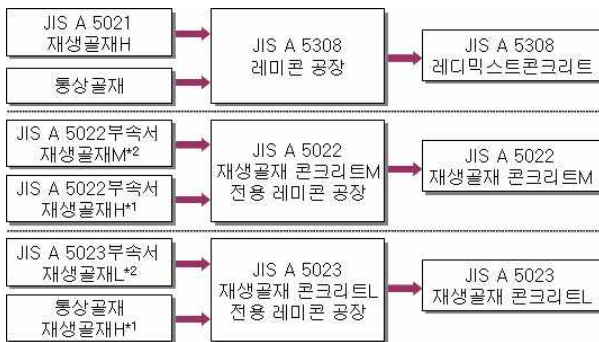 JIS A 5021
재생골재H
통상골재
JIS A 5308
레미콘 공장
JIS A 5308
레디믹스트콘크리트
JIS A 5022부속서
재생골재M*2
JIS A 5022부속서
재생골재H*1
JIS A 5022
재생골재 콘크리트M
전용 레미콘 공장
JIS A 5022
재생골재 콘크리트M
JIS A 5023부속서
재생골재L*2
통상골재
재생골재H*1
JIS A 5023
재생골재 콘크리트L
전용 레미콘 공장
JIS A 5023
재생골재 콘크리트L